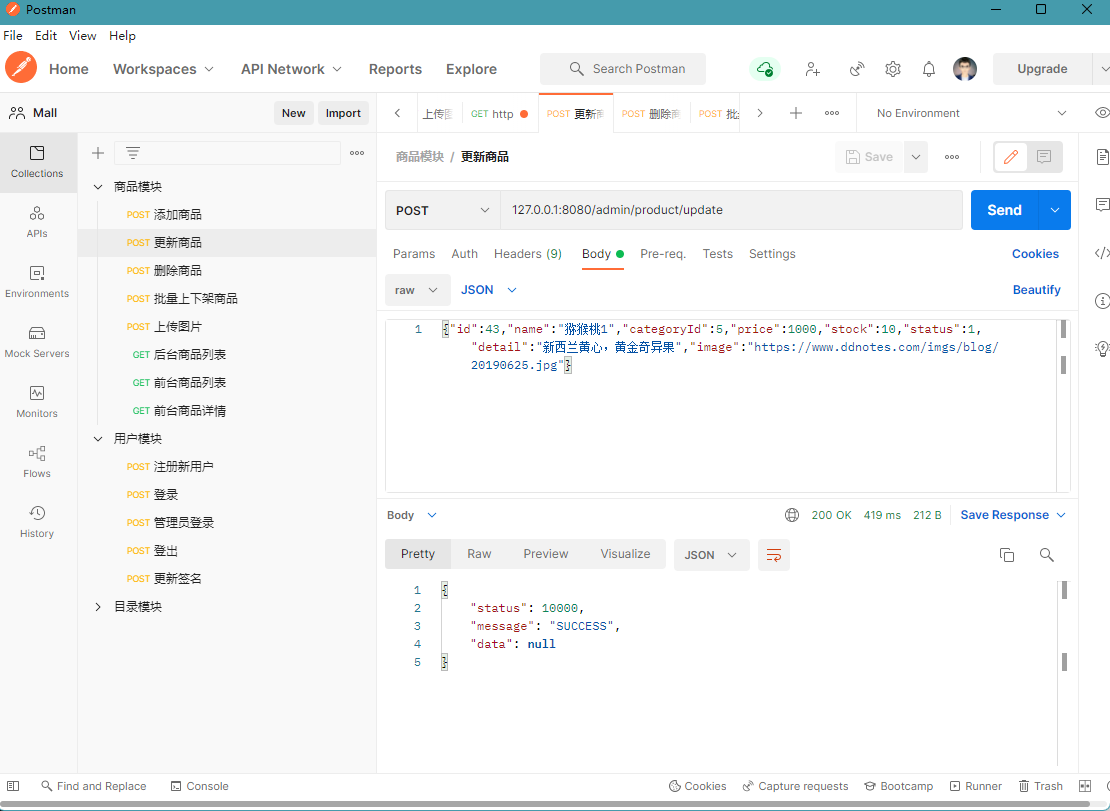 Postman
File Edit View Help
Home Workspaces API Network Reports Explore Search Postman Upgrade
Mall New Import
上传图 GET http POST 更新商 POST 删除商 POST 批 No Environment
Collections
APIs
Environments
Mock Servers
Monitors
Flows
History
商品模块
POST 添加商品
POST 更新商品
POST 删除商品
POST 批量上下架商品
POST 上传图片
GET 后台商品列表
GET 前台商品列表
GET 前台商品详情
用户模块
POST 注册新用户
POST 登录
POST 管理员登录
POST 登出
POST 更新签名
目录模块
商品模块 / 更新商品 Save
POST 127.0.0.1:8080/admin/product/update Send
Params Auth Headers (9) Body Pre-req. Tests Settings Cookies
raw JSON Beautify
1 {"id":43,"name":"猕猴桃1","categoryId":5,"price":1000,"stock":10,"status":1,
"detail":"新西兰黄心，黄金奇异果","image":"https://www.ddnotes.com/imgs/blog/
20190625.jpg"}
Body 200 OK 419 ms 212 B Save Response
Pretty Raw Preview Visualize JSON
1 {
2 "status": 10000,
3 "message": "SUCCESS",
4 "data": null
5 }
Find and Replace Console Cookies Capture requests Bootcamp Runner Trash